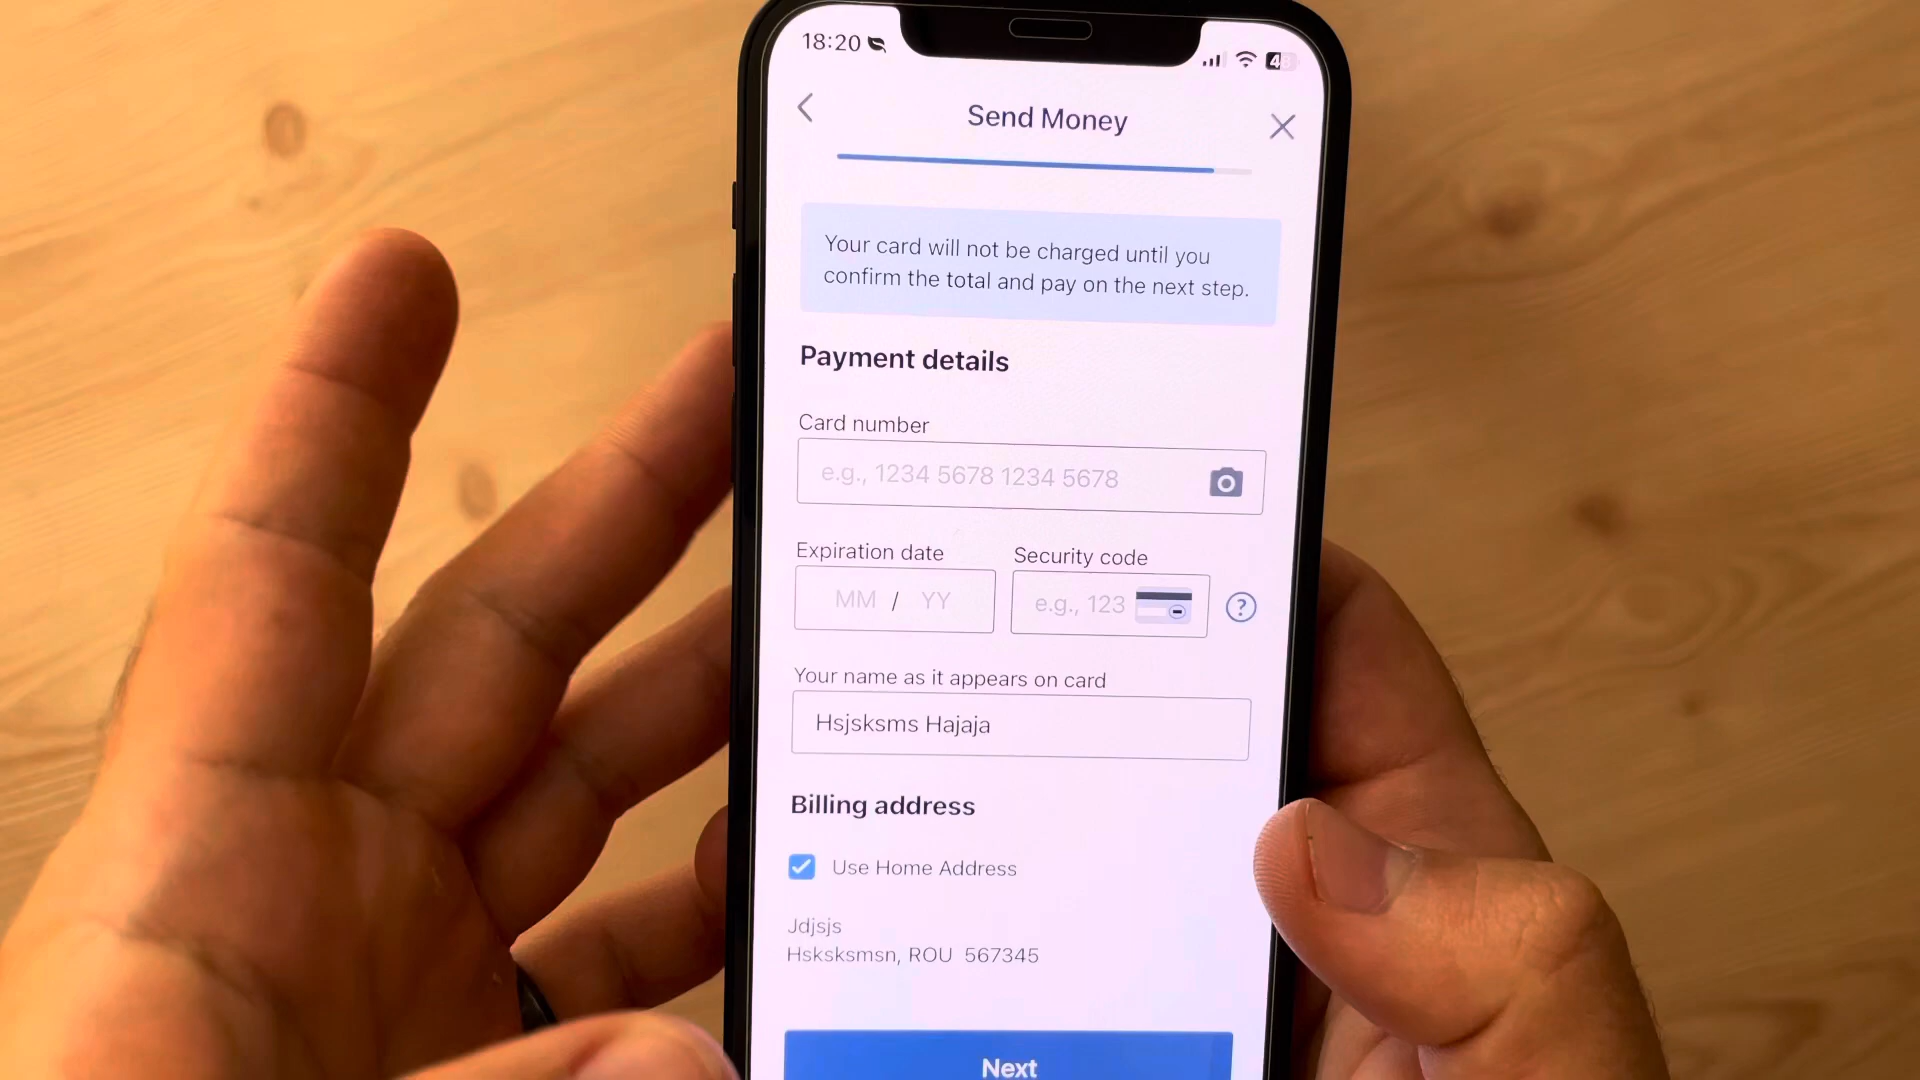 18:20
Send Money
Your card will not be charged until you
confirm the total and pay on the next step.
Payment details
Card number
e.g., 1234 5678 1234 5678
Expiration date
Security code
MM / YY
e.g., 123
?
Your name as it appears on card
Hsjsksms Hajaja
Billing address
Use Home Address
Jdjsjs
Hsksksmsn, ROU 567345
Next